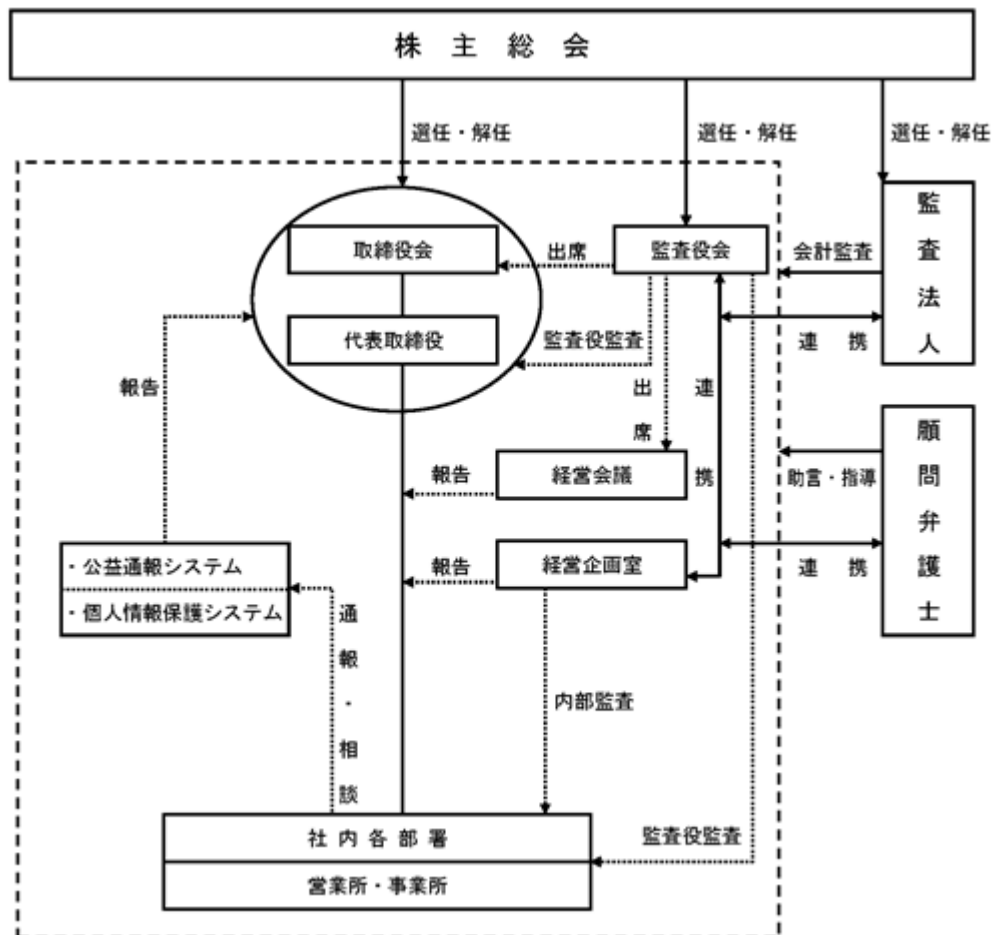 株主総会
選任・解任
選任・解任
選任・解任
監査法人
取締役会
出席
監査役会
会計監査
代表取締役
監査役監査
連携
報告
出席
連携
顧問弁護士
報告
経営会議
助言・指導
報告
経営企画室
連携
・公益通報システム
・個人情報保護システム
通報・相談
内部監査
社内各部署
監査役監査
営業所・事業所